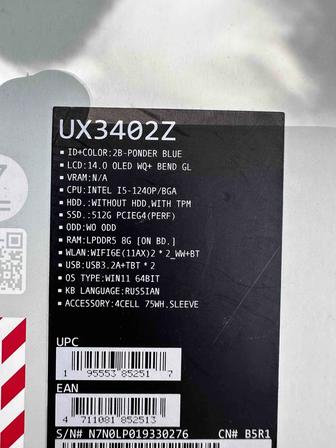 UX3402Z
▪ ID+COLOR:2B-PONDER BLUE
▪ LCD:14.0 OLED WQ+ BEND GL
▪ VRAM:N/A
▪ CPU:INTEL I5-1240P/BGA
▪ HDD.:WITHOUT HDD,WITH TPM
▪ SSD.:512G PCIEG4(PERF)
▪ ODD:WO ODD
▪ RAM:LPDDR5 8G [ON BD.]
▪ WLAN:WIFI6E(11AX)2*2_WW+BT
▪ USB:USB3.2A+TBT*2
▪ OS TYPE:WIN11 64BIT
▪ KB LANGUAGE:RUSSIAN
▪ ACCESSORY:4CELL 75WH.SLEEVE
UPC
1 95553 85251 7
EAN
4 711081 852513
S/N# N7N0LP019330276 CN# B5R1